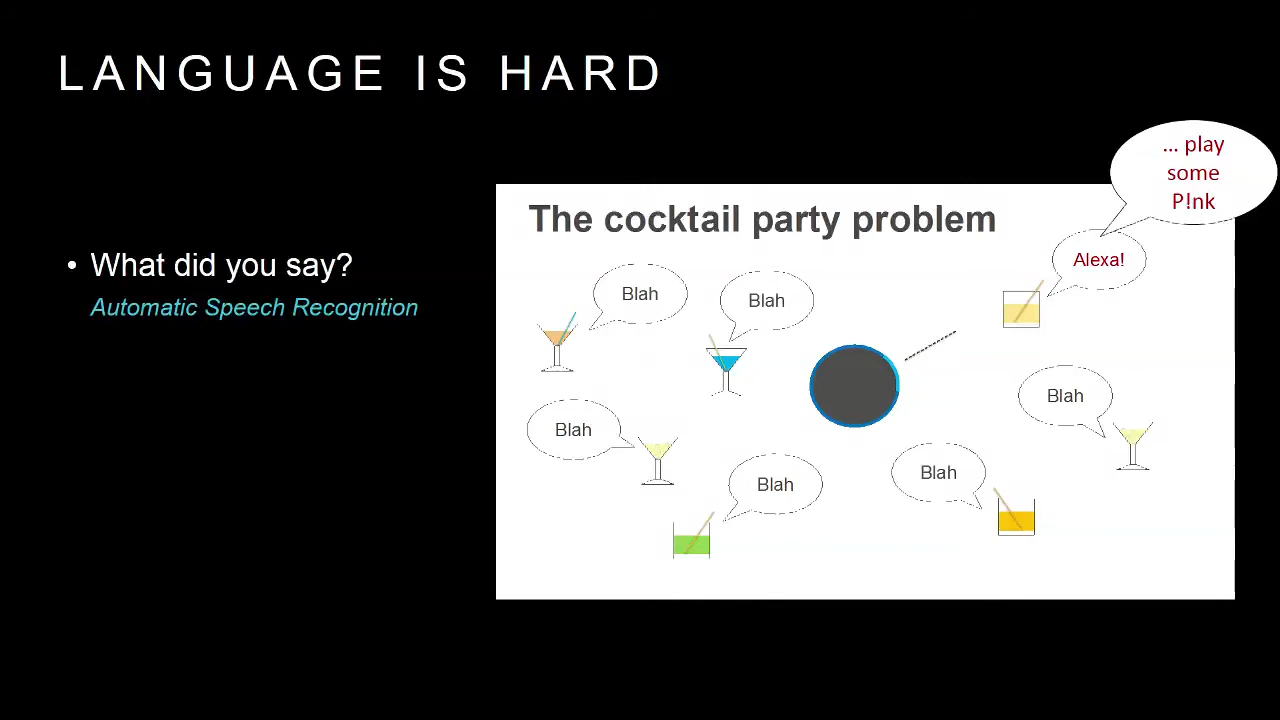 LANGUAGE IS HARD
• What did you say?
Automatic Speech Recognition
The cocktail party problem
... play
some
P!nk
Alexa!
Blah
Blah
Blah
Blah
Blah
Blah